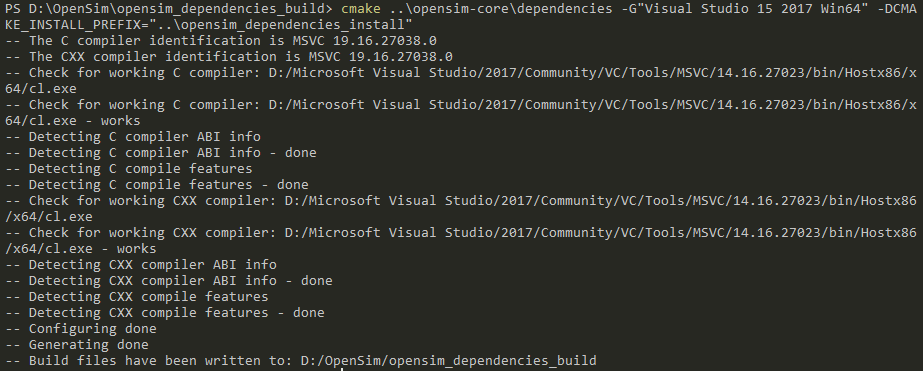 PS D:\OpenSim\opensim_dependencies_build> cmake ..\opensim-core\dependencies -G"Visual Studio 15 2017 Win64" -DCMA
KE_INSTALL_PREFIX="..\opensim_dependencies_install"
-- The C compiler identification is MSVC 19.16.27038.0
-- The CXX compiler identification is MSVC 19.16.27038.0
-- Check for working C compiler: D:/Microsoft Visual Studio/2017/Community/VC/Tools/MSVC/14.16.27023/bin/Hostx86/x
64/cl.exe
-- Check for working C compiler: D:/Microsoft Visual Studio/2017/Community/VC/Tools/MSVC/14.16.27023/bin/Hostx86/x
64/cl.exe - works
-- Detecting C compiler ABI info
-- Detecting C compiler ABI info - done
-- Detecting C compile features
-- Detecting C compile features - done
-- Check for working CXX compiler: D:/Microsoft Visual Studio/2017/Community/VC/Tools/MSVC/14.16.27023/bin/Hostx86
/x64/cl.exe
-- Check for working CXX compiler: D:/Microsoft Visual Studio/2017/Community/VC/Tools/MSVC/14.16.27023/bin/Hostx86
/x64/cl.exe - works
-- Detecting CXX compiler ABI info
-- Detecting CXX compiler ABI info - done
-- Detecting CXX compile features
-- Detecting CXX compile features - done
-- Configuring done
-- Generating done
-- Build files have been written to: D:/OpenSim/opensim_dependencies_build